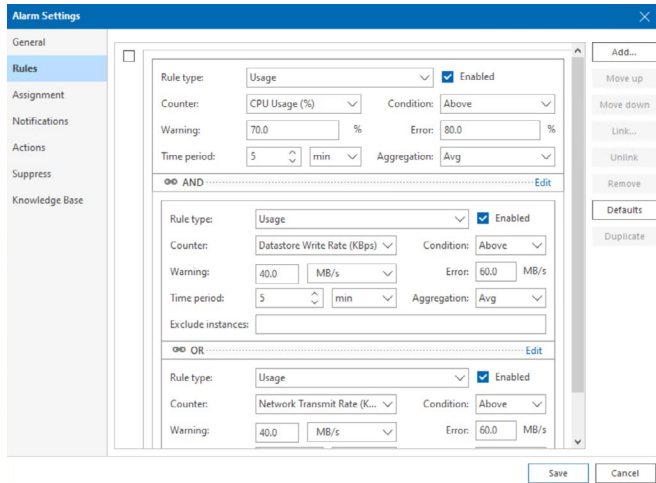 Alarm Settings
General
Rules
Assignment
Notifications
Actions
Suppress
Knowledge Base
Rule type: Usage Enabled
Counter: CPU Usage (%) Condition: Above
Warning: 70.0 % Error: 80.0 %
Time period: 5 min Aggregation: Avg
AND Edit
Rule type: Usage Enabled
Counter: Datastore Write Rate (KBps) Condition: Above
Warning: 40.0 MB/s Error: 60.0 MB/s
Time period: 5 min Aggregation: Avg
Exclude instances:
OR Edit
Rule type: Usage Enabled
Counter: Network Transmit Rate (K... Condition: Above
Warning: 40.0 MB/s Error: 60.0 MB/s
Add...
Move up
Move down
Link...
Unlink
Remove
Defaults
Duplicate
Save Cancel